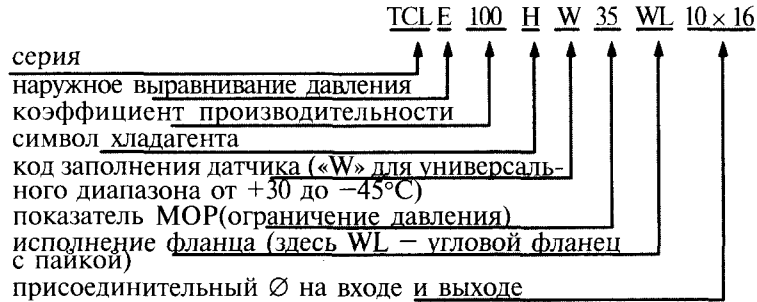 TCL E 100 H W 35 WL 10 × 16
серия
наружное выравнивание давления
коэффициент производительности
символ хладагента
код заполнения датчика («W» для универсаль-
ного диапазона от +30 до −45°C)
показатель МОР(ограничение давления)
исполнение фланца (здесь WL − угловой фланец
с пайкой)
присоединительный ∅ на входе и выходе